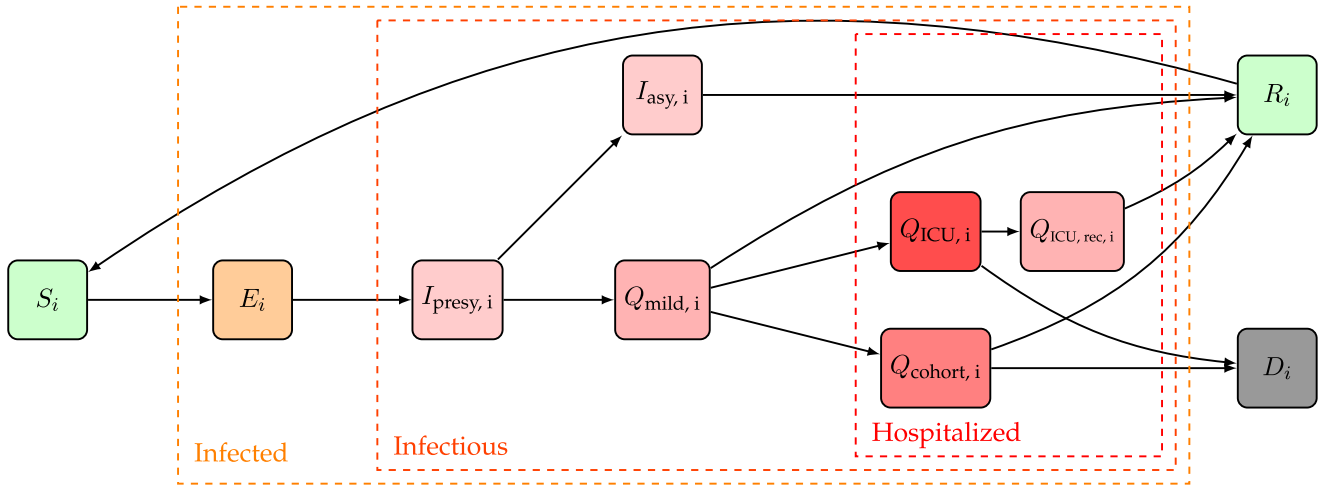 I_asy, i
R_i
Q_ICU, i
Q_ICU, rec, i
S_i
E_i
I_presy, i
Q_mild, i
Q_cohort, i
D_i
Hospitalized
Infectious
Infected